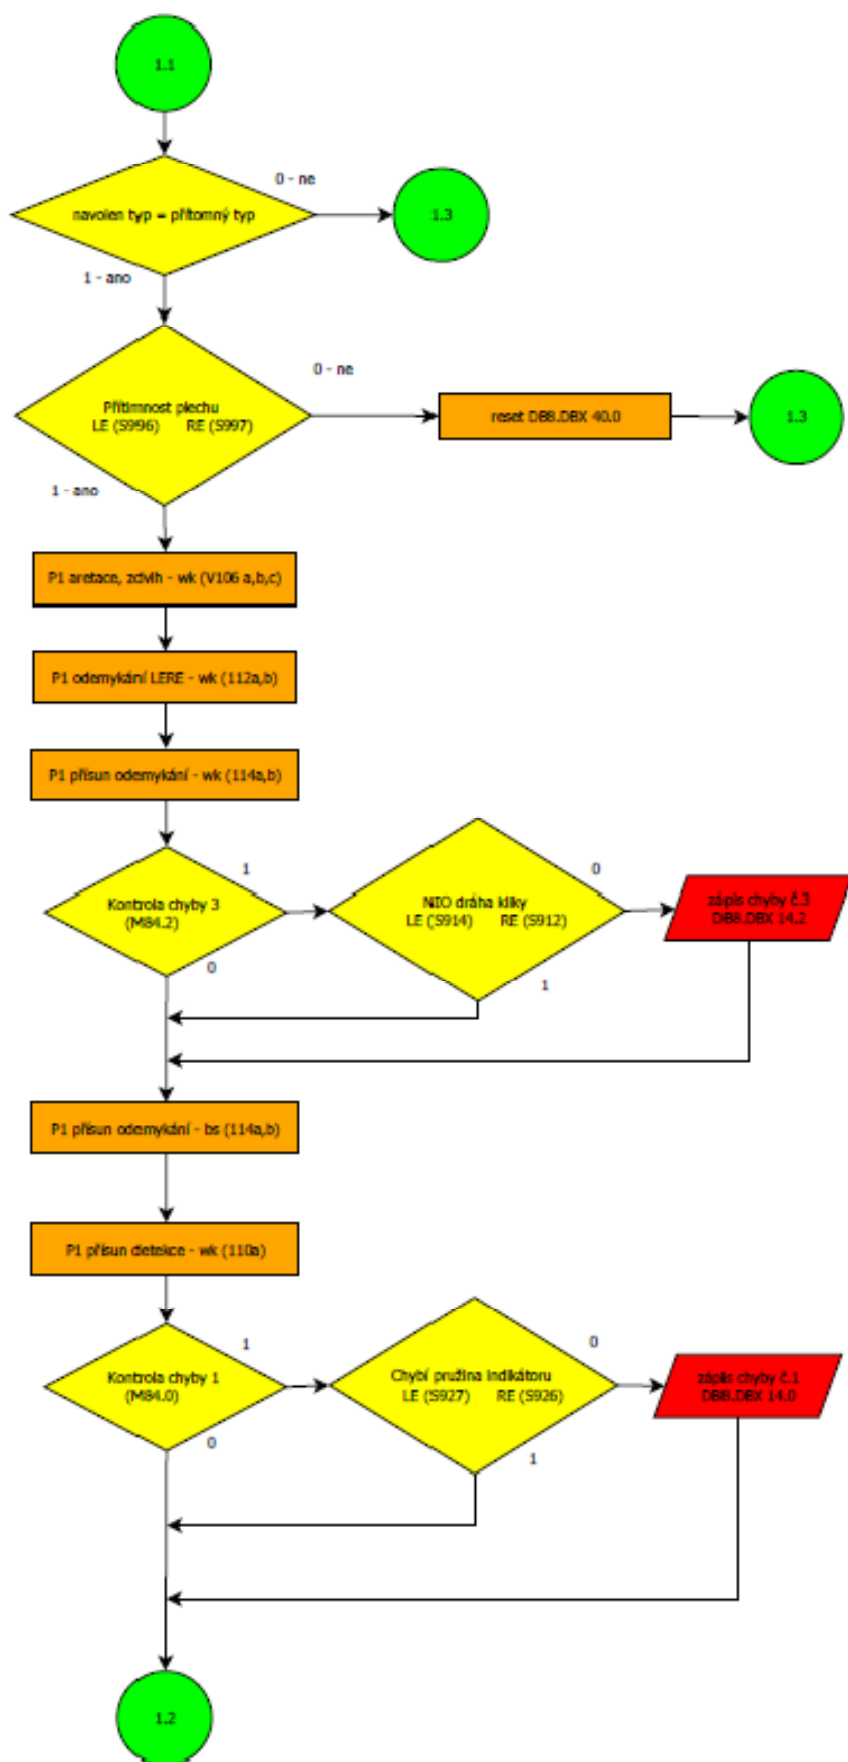 1.1
0 - ne
navolen typ = přítomný typ
1.3
1 - ano
0 - ne
Přítimnost plechu
LE (S996) RE (S997)
reset DB8.DBX 40.0
1.3
1 - ano
P1 aretace, zdvih - wk (V106 a,b,c)
P1 odemykání LERE - wk (112a,b)
P1 přísun odemykání - wk (114a,b)
1
0
Kontrola chyby 3
(M84.2)
NIO dráha kliky
LE (S914) RE (S912)
zápis chyby č.3
DB8.DBX 14.2
0
1
P1 přísun odemykání - bs (114a,b)
P1 přísun detekce - wk (110a)
1
0
Kontrola chyby 1
(M84.0)
Chybí pružina indikátoru
LE (S927) RE (S926)
zápis chyby č.1
DB8.DBX 14.0
0
1
1.2